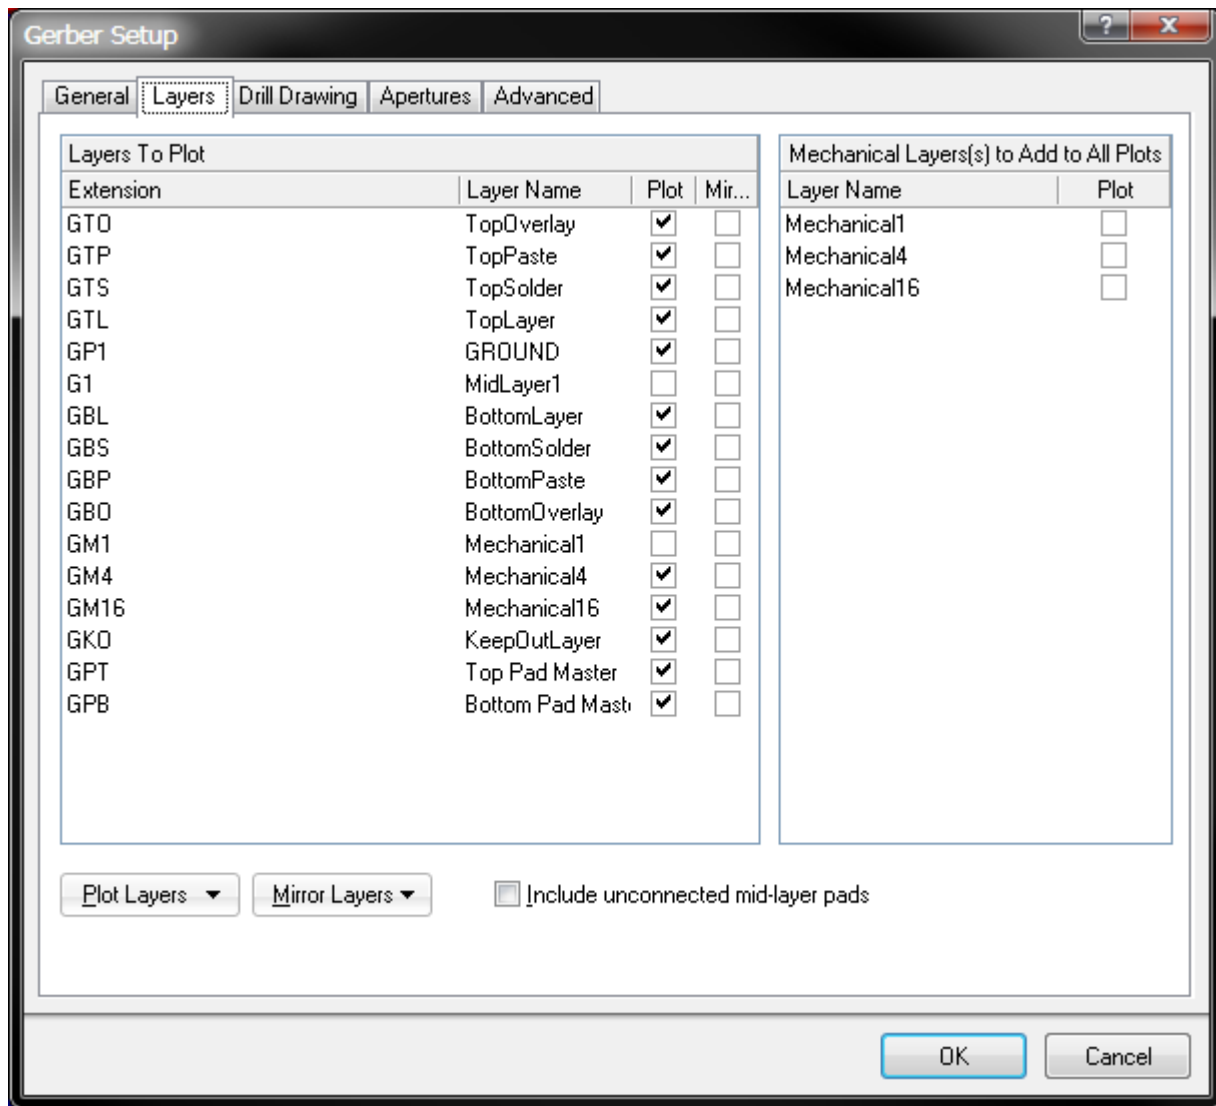 Gerber Setup
General Layers Drill Drawing Apertures Advanced
Layers To Plot
Extension Layer Name Plot Mir...
GTO TopOverlay
GTP TopPaste
GTS TopSolder
GTL TopLayer
GP1 GROUND
G1 MidLayer1
GBL BottomLayer
GBS BottomSolder
GBP BottomPaste
GBO BottomOverlay
GM1 Mechanical1
GM4 Mechanical4
GM16 Mechanical16
GKO KeepOutLayer
GPT Top Pad Master
GPB Bottom Pad Mast
Mechanical Layers(s) to Add to All Plots
Layer Name Plot
Mechanical1
Mechanical4
Mechanical16
Plot Layers Mirror Layers Include unconnected mid-layer pads
OK Cancel